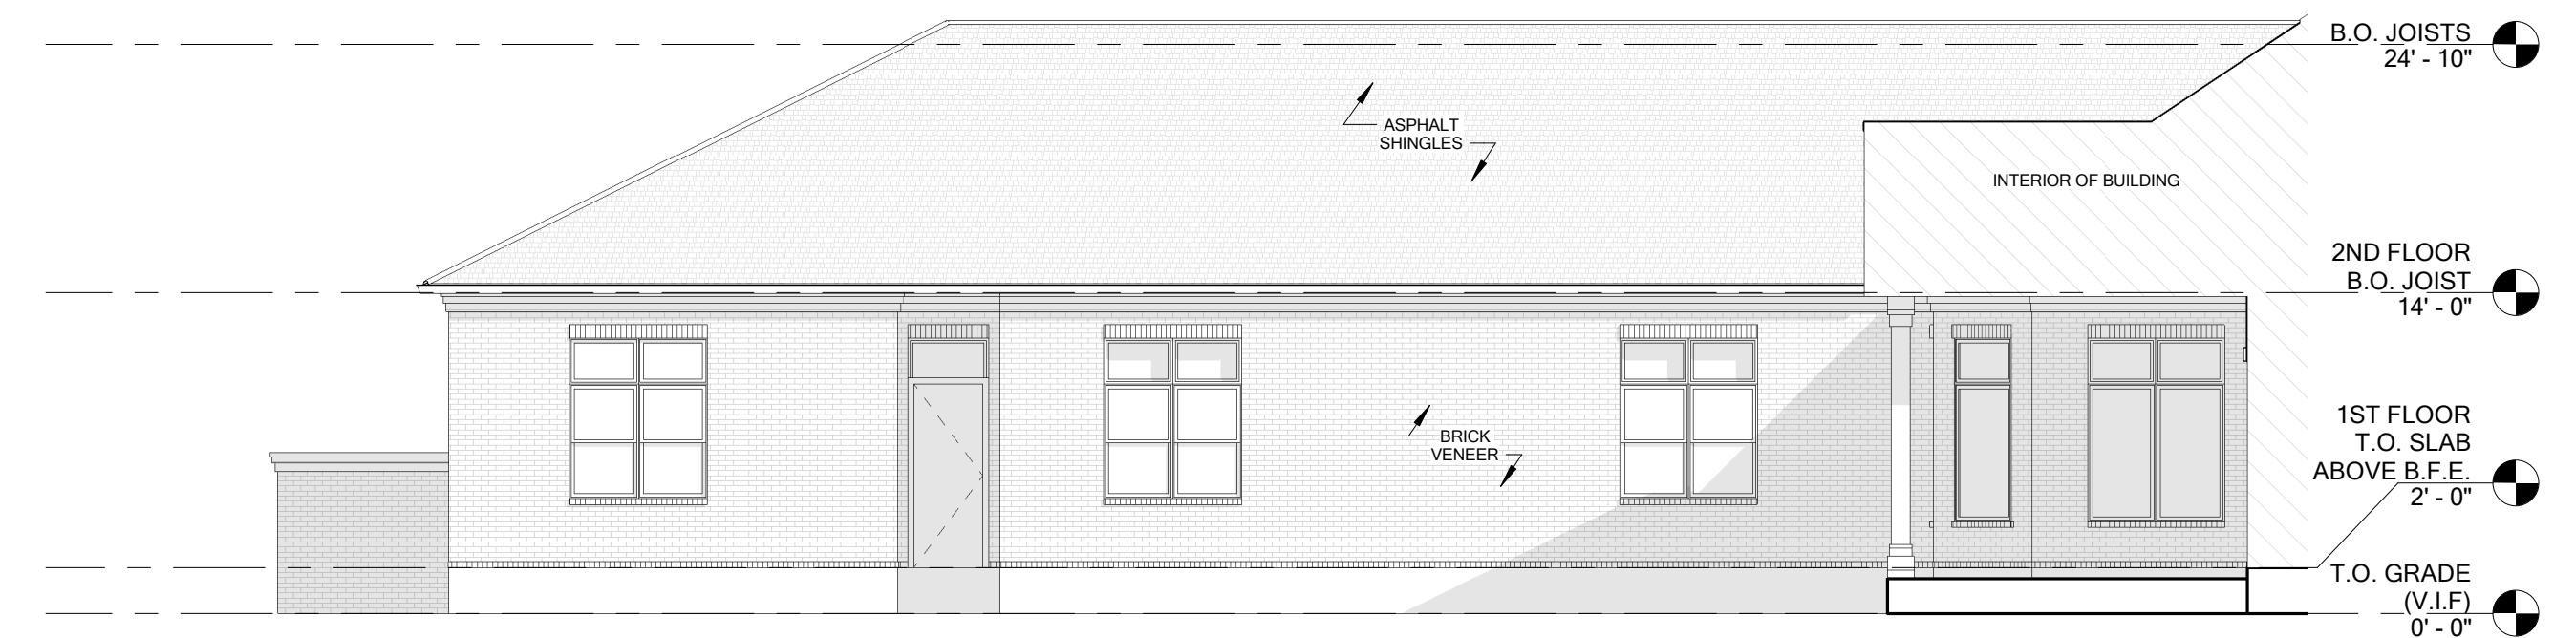 B.O. JOISTS
24' - 10"
ASPHALT
SHINGLES
INTERIOR OF BUILDING
2ND FLOOR
B.O. JOIST
14' - 0"
1ST FLOOR
T.O. SLAB
ABOVE B.F.E.
2' - 0"
BRICK
VENEER
T.O. GRADE
(V.I.F)
0' - 0"